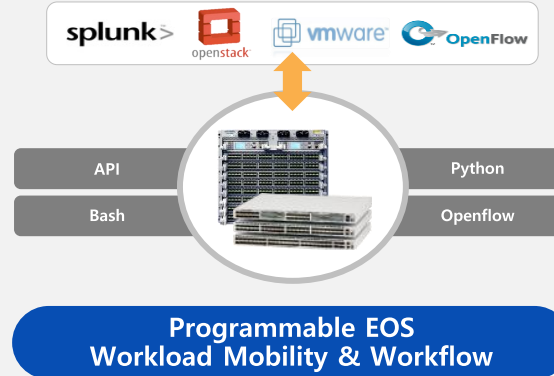 splunk>
openstack
vmware
OpenFlow
API
Python
Bash
Openflow
Programmable EOS
Workload Mobility & Workflow